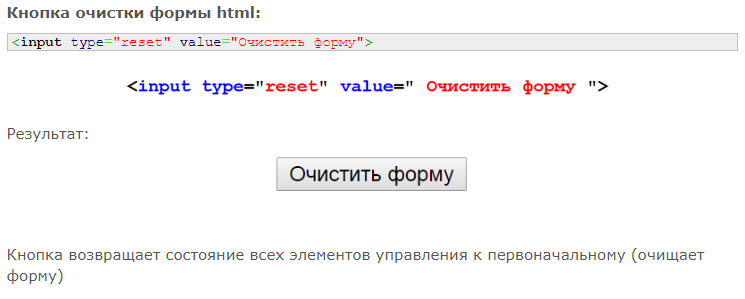 Кнопка очистки формы html:
<input type="reset" value="Очистить форму">
<input type="reset" value=" Очистить форму ">
Результат:
Очистить форму
Кнопка возвращает состояние всех элементов управления к первоначальному (очищает
форму)